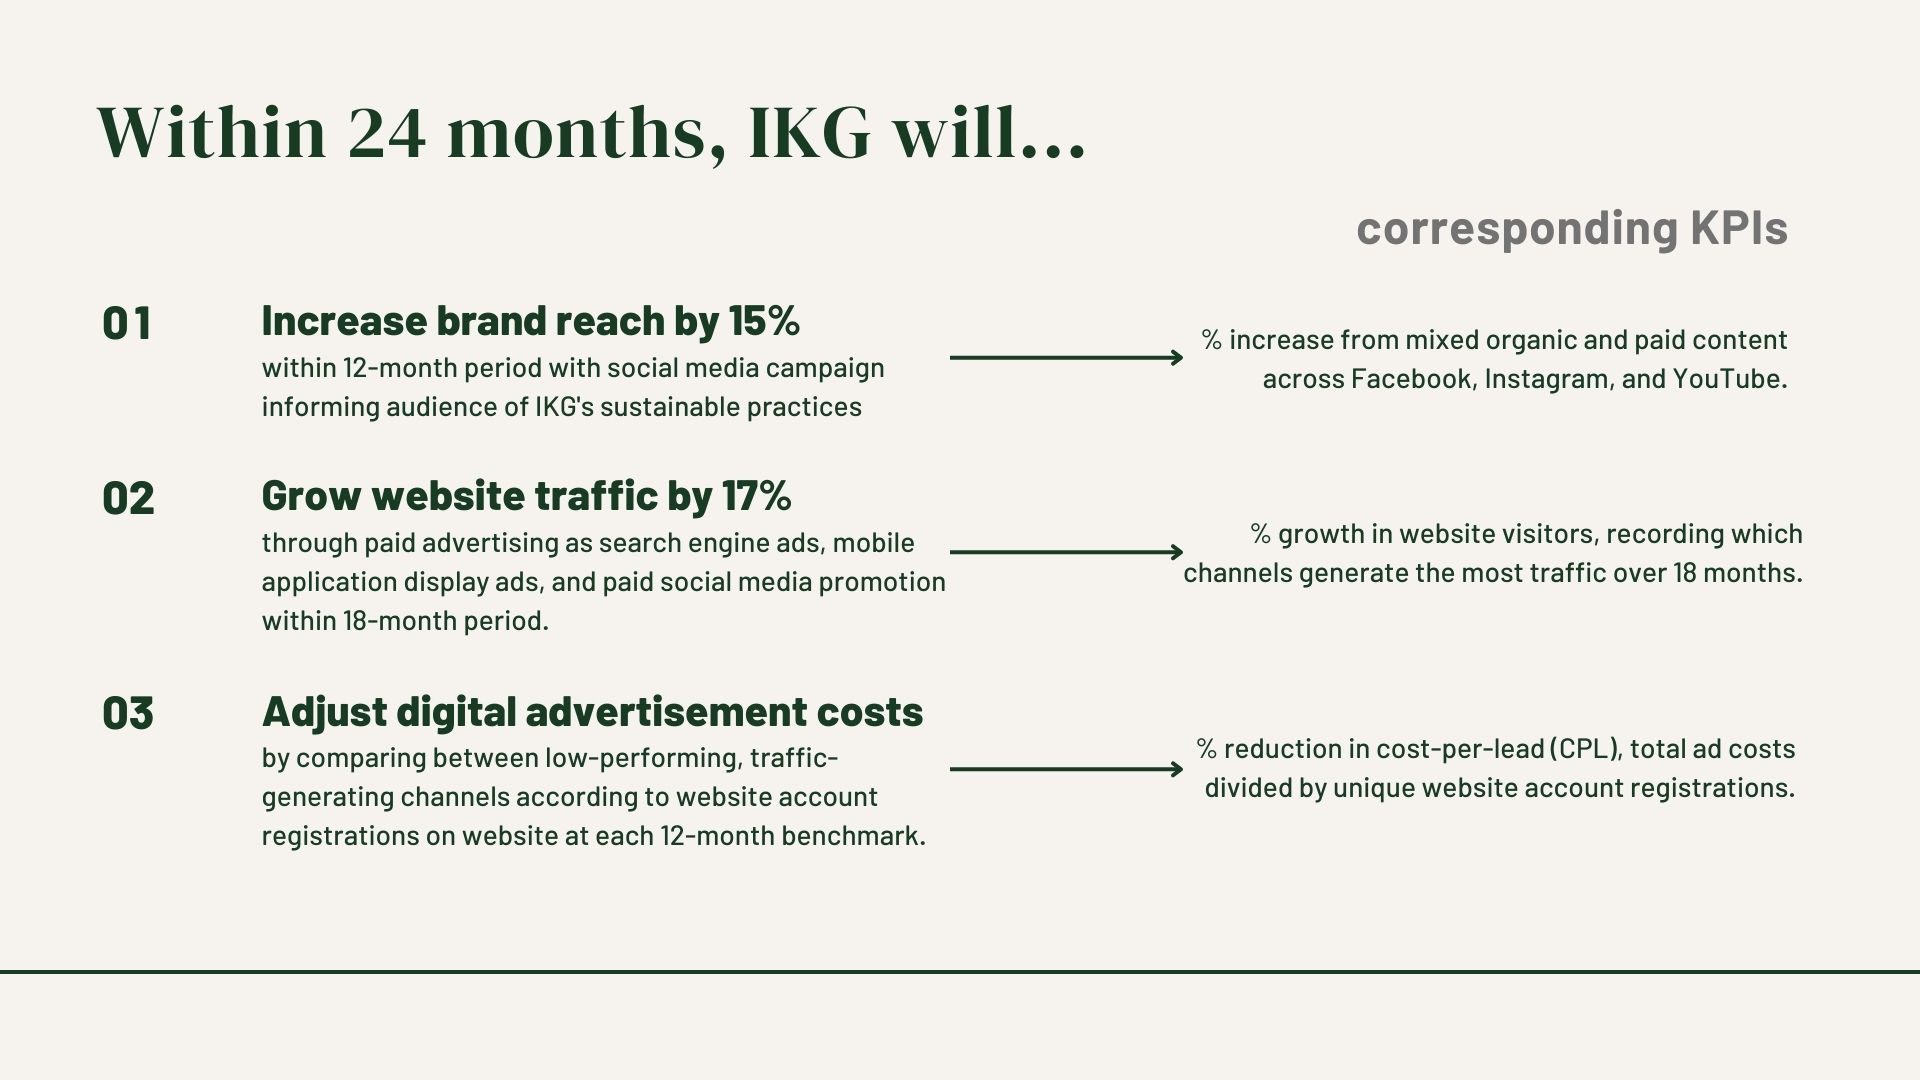 Within 24 months, IKG will...
corresponding KPIs
01
Increase brand reach by 15%
within 12-month period with social media campaign
informing audience of IKG's sustainable practices
% increase from mixed organic and paid content
across Facebook, Instagram, and YouTube.
02
Grow website traffic by 17%
through paid advertising as search engine ads, mobile
application display ads, and paid social media promotion
within 18-month period.
% growth in website visitors, recording which
channels generate the most traffic over 18 months.
03
Adjust digital advertisement costs
by comparing between low-performing, traffic-
generating channels according to website account
registrations on website at each 12-month benchmark.
% reduction in cost-per-lead (CPL), total ad costs
divided by unique website account registrations.